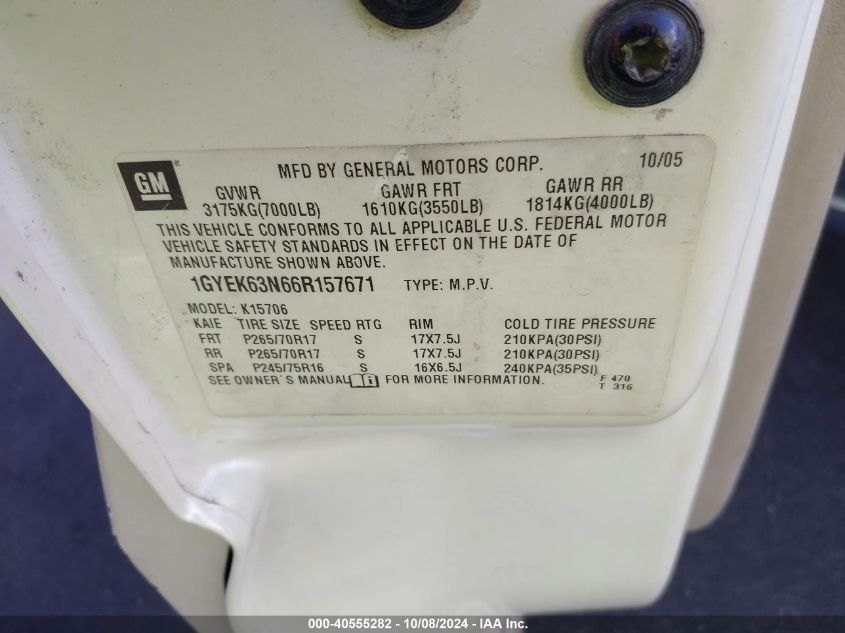 MFD BY GENERAL MOTORS CORP. 10/05
GM
GVWR GAWR FRT GAWR RR
3175KG(7000LB) 1610KG(3550LB) 1814KG(4000LB)
THIS VEHICLE CONFORMS TO ALL APPLICABLE U.S. FEDERAL MOTOR
VEHICLE SAFETY STANDARDS IN EFFECT ON THE DATE OF
MANUFACTURE SHOWN ABOVE.
1GYEK63N66R157671 TYPE: M.P.V.
MODEL: K15706
KAIE TIRE SIZE SPEED RTG RIM COLD TIRE PRESSURE
FRT P265/70R17 S 17X7.5J 210KPA(30PSI)
RR P265/70R17 S 17X7.5J 210KPA(30PSI)
SPA P245/75R16 S 16X6.5J 240KPA(35PSI)
SEE OWNER'S MANUAL FOR MORE INFORMATION. F 470
T 316
000-40555282 - 10/08/2024 - IAA Inc.